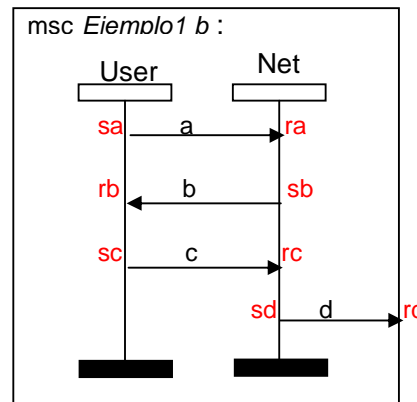 msc Ejemplo1 b :
User Net
sa a ra
rb b sb
sc c rc
sd d